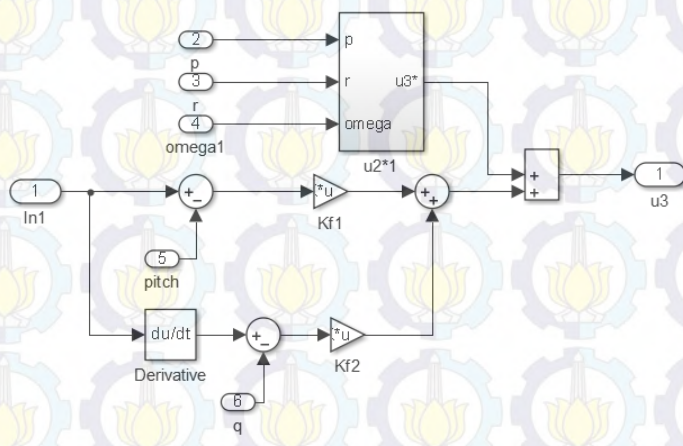 2
p
p
3
r
u3*
r
4
omega
omega1
u2*1
1
In1
+
-
*u
Kf1
+
+
+
+
1
u3
5
pitch
du/dt
Derivative
+
-
*u
Kf2
6
q